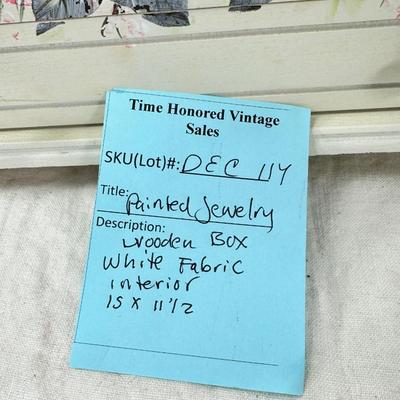 Time Honored Vintage
Sales
SKU(Lot)#: DEC 114
Title: Painted Jewelry
Description:
wooden Box
White Fabric
interior
15 x 11 1/2